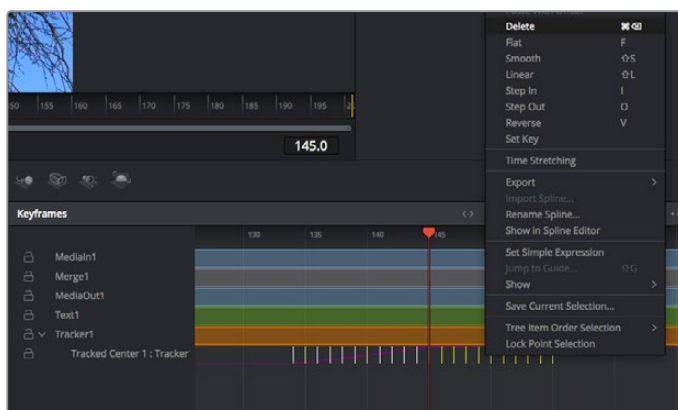 Delete ⌘⌫
Flat F
Smooth ⇧S
Linear ⇧L
Step In I
Step Out O
Reverse V
Set Key
Time Stretching
Export
Import Spline...
Rename Spline...
Show in Spline Editor
Set Simple Expression
Jump to Guide... ⇧G
Show
Save Current Selection...
Tree Item Order Selection
Lock Point Selection
155 160 165 170 175 180 185 190 195
145.0
Keyframes
130 135 140 145
MediaIn1
Merge1
MediaOut1
Text1
Tracker1
Tracked Center 1 : Tracker